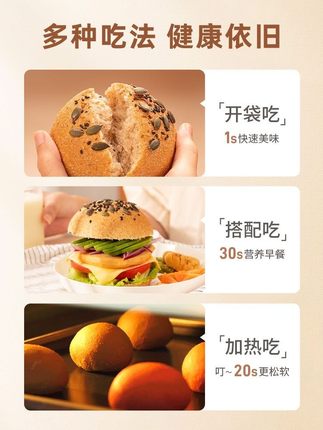 多种吃法 健康依旧
「开袋吃」
1s快速美味
「搭配吃」
30s营养早餐
「加热吃」
叮~20s更松软